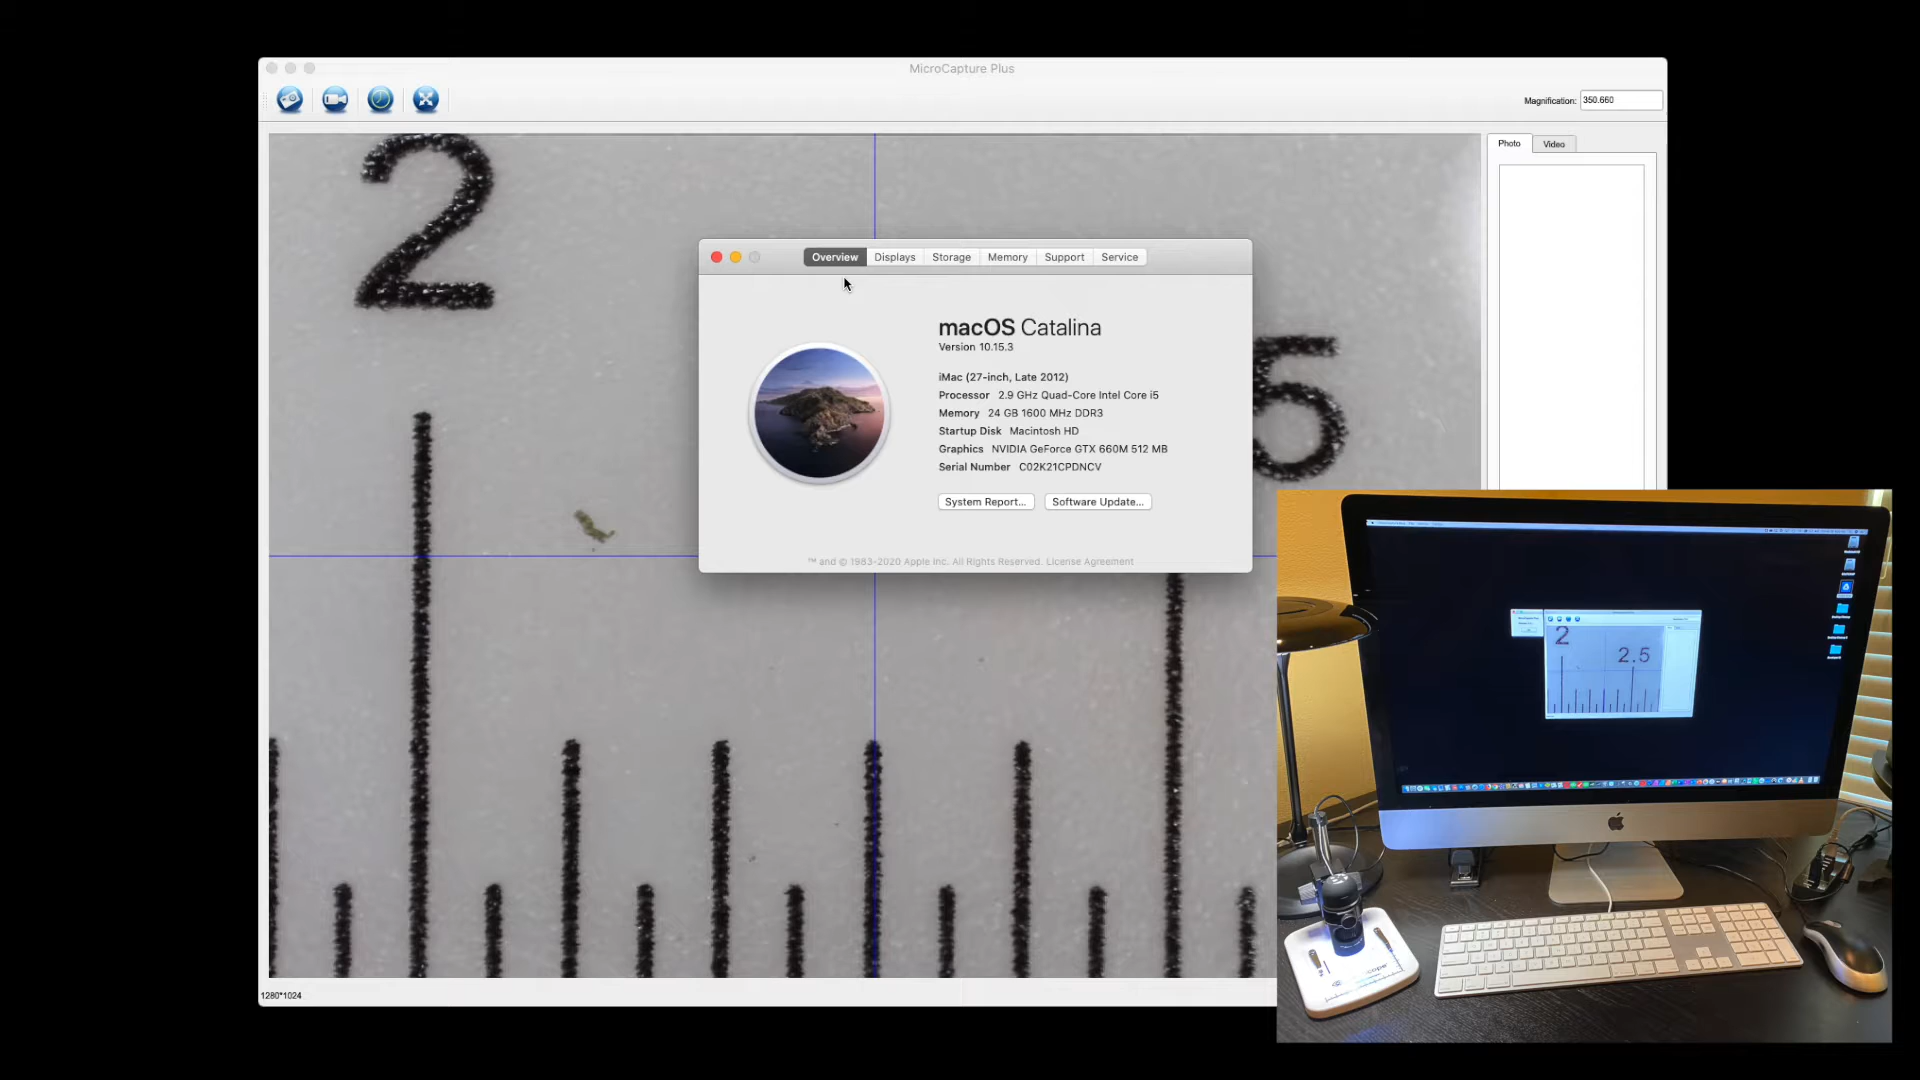 MicroCapture Plus
Magnification: 350.660
Photo Video
2
Overview Displays Storage Memory Support Service
macOS Catalina
Version 10.15.3
iMac (27-inch, Late 2012)
Processor 2.9 GHz Quad-Core Intel Core i5
Memory 24 GB 1600 MHz DDR3
Startup Disk Macintosh HD
Graphics NVIDIA GeForce GTX 660M 512 MB
Serial Number C02K21CPDNCV
System Report... Software Update...
™ and © 1983-2020 Apple Inc. All Rights Reserved. License Agreement
5
2
2.5
1280*1024